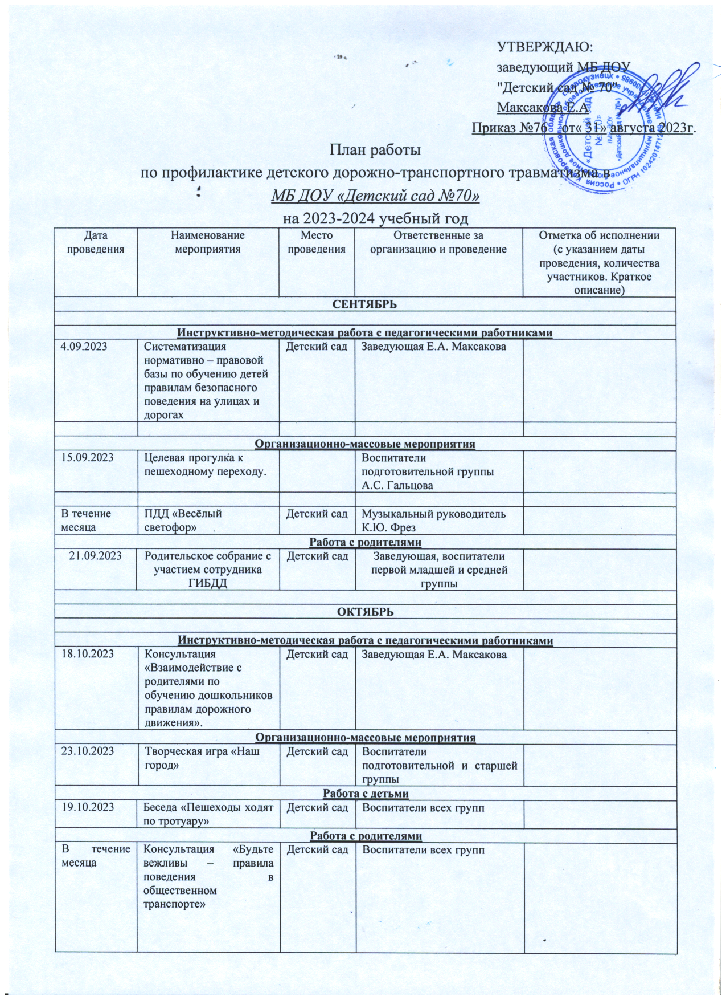 УТВЕРЖДАЮ:
заведующий МБ ДОУ
"Детский сад № 70"
Максакова Е.А
Приказ №76 от« 31» августа 2023г.
План работы
по профилактике детского дорожно-транспортного травматизма в
МБ ДОУ «Детский сад №70»
на 2023-2024 учебный год
Дата
проведения
Наименование
мероприятия
Место
проведения
Ответственные за
организацию и проведение
Отметка об исполнении
(с указанием даты
проведения, количества
участников. Краткое
описание)
СЕНТЯБРЬ
Инструктивно-методическая работа с педагогическими работниками
4.09.2023
Систематизация
нормативно – правовой
базы по обучению детей
правилам безопасного
поведения на улицах и
дорогах
Детский сад
Заведующая Е.А. Максакова
Организационно-массовые мероприятия
15.09.2023
Целевая прогулка к
пешеходному переходу.
Воспитатели
подготовительной группы
А.С. Гальцова
В течение
месяца
ПДД «Весёлый
светофор»
Детский сад
Музыкальный руководитель
К.Ю. Фрез
Работа с родителями
21.09.2023
Родительское собрание с
участием сотрудника
ГИБДД
Детский сад
Заведующая, воспитатели
первой младшей и средней
группы
ОКТЯБРЬ
Инструктивно-методическая работа с педагогическими работниками
18.10.2023
Консультация
«Взаимодействие с
родителями по
обучению дошкольников
правилам дорожного
движения».
Детский сад
Заведующая Е.А. Максакова
Организационно-массовые мероприятия
23.10.2023
Творческая игра «Наш
город»
Детский сад
Воспитатели
подготовительной и старшей
группы
Работа с детьми
19.10.2023
Беседа «Пешеходы ходят
по тротуару»
Детский сад
Воспитатели всех групп
Работа с родителями
В течение
месяца
Консультация «Будьте
вежливы – правила
поведения в
общественном
транспорте»
Детский сад
Воспитатели всех групп
«Детский сад
№ 70»
(МБ ДОУ
«Детский сад № 70»)